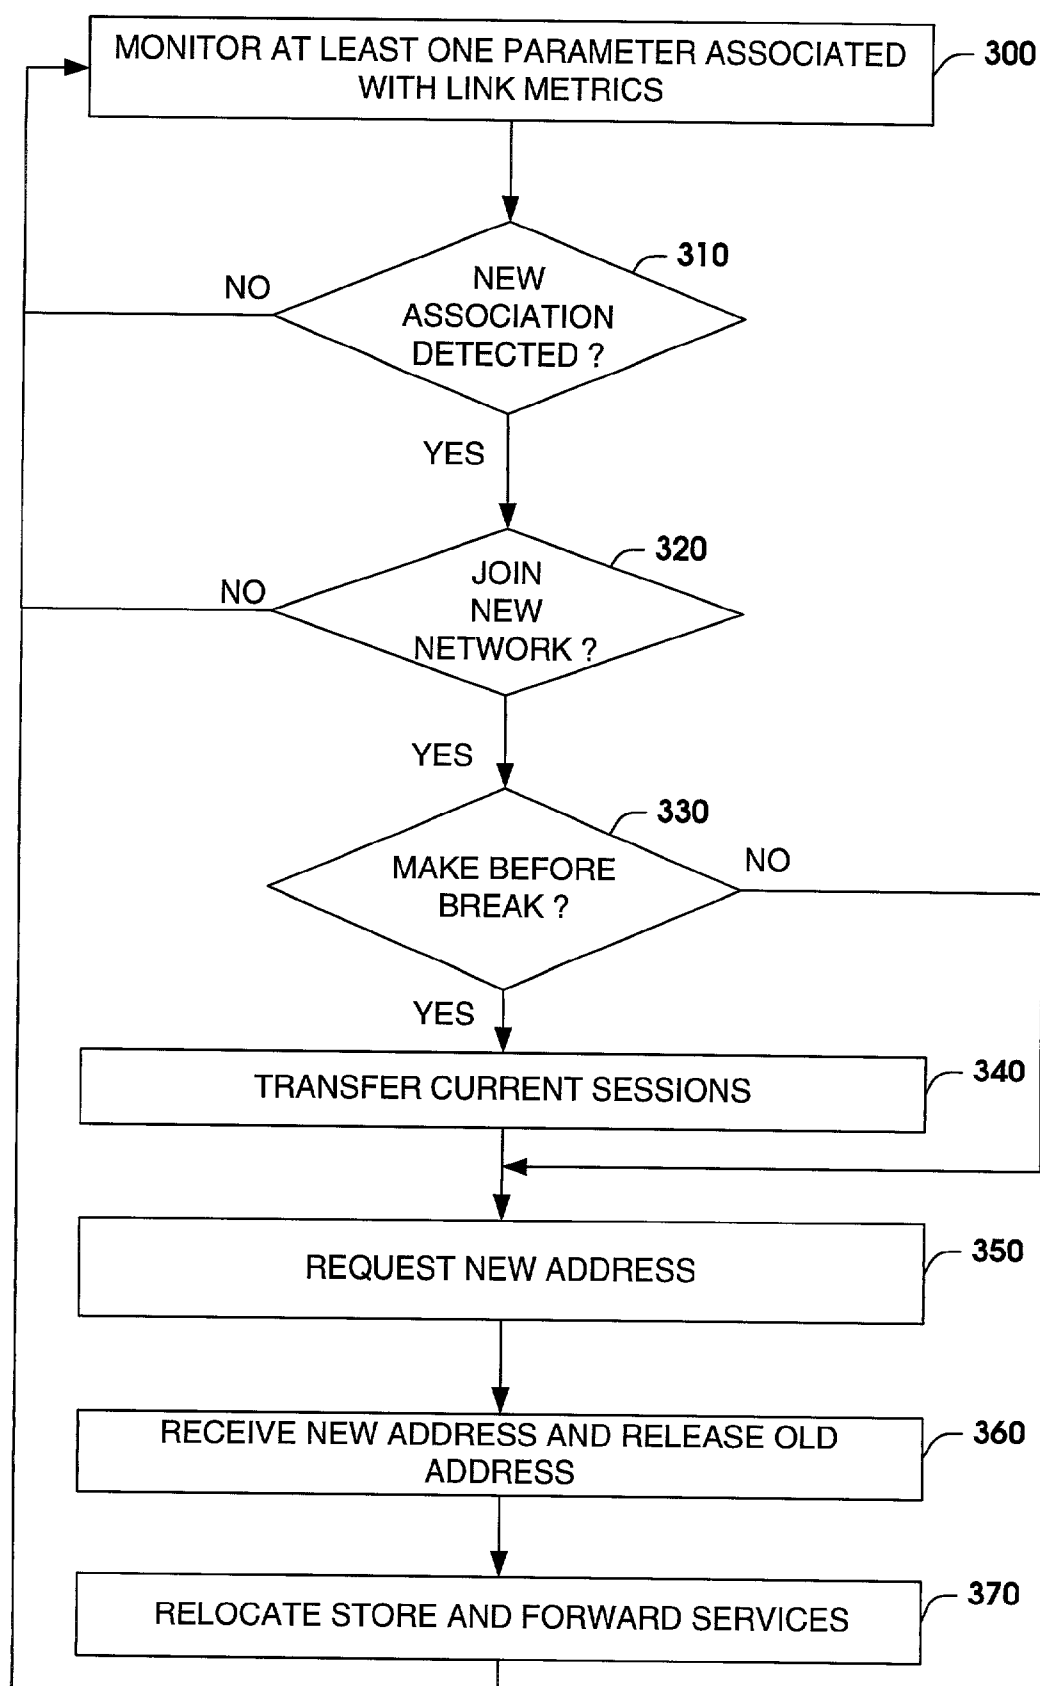 MONITOR AT LEAST ONE PARAMETER ASSOCIATED
WITH LINK METRICS
300
310
NO
NEW
ASSOCIATION
DETECTED ?
YES
320
NO
JOIN
NEW
NETWORK ?
YES
330
NO
MAKE BEFORE
BREAK ?
YES
TRANSFER CURRENT SESSIONS
340
REQUEST NEW ADDRESS
350
RECEIVE NEW ADDRESS AND RELEASE OLD
ADDRESS
360
RELOCATE STORE AND FORWARD SERVICES
370